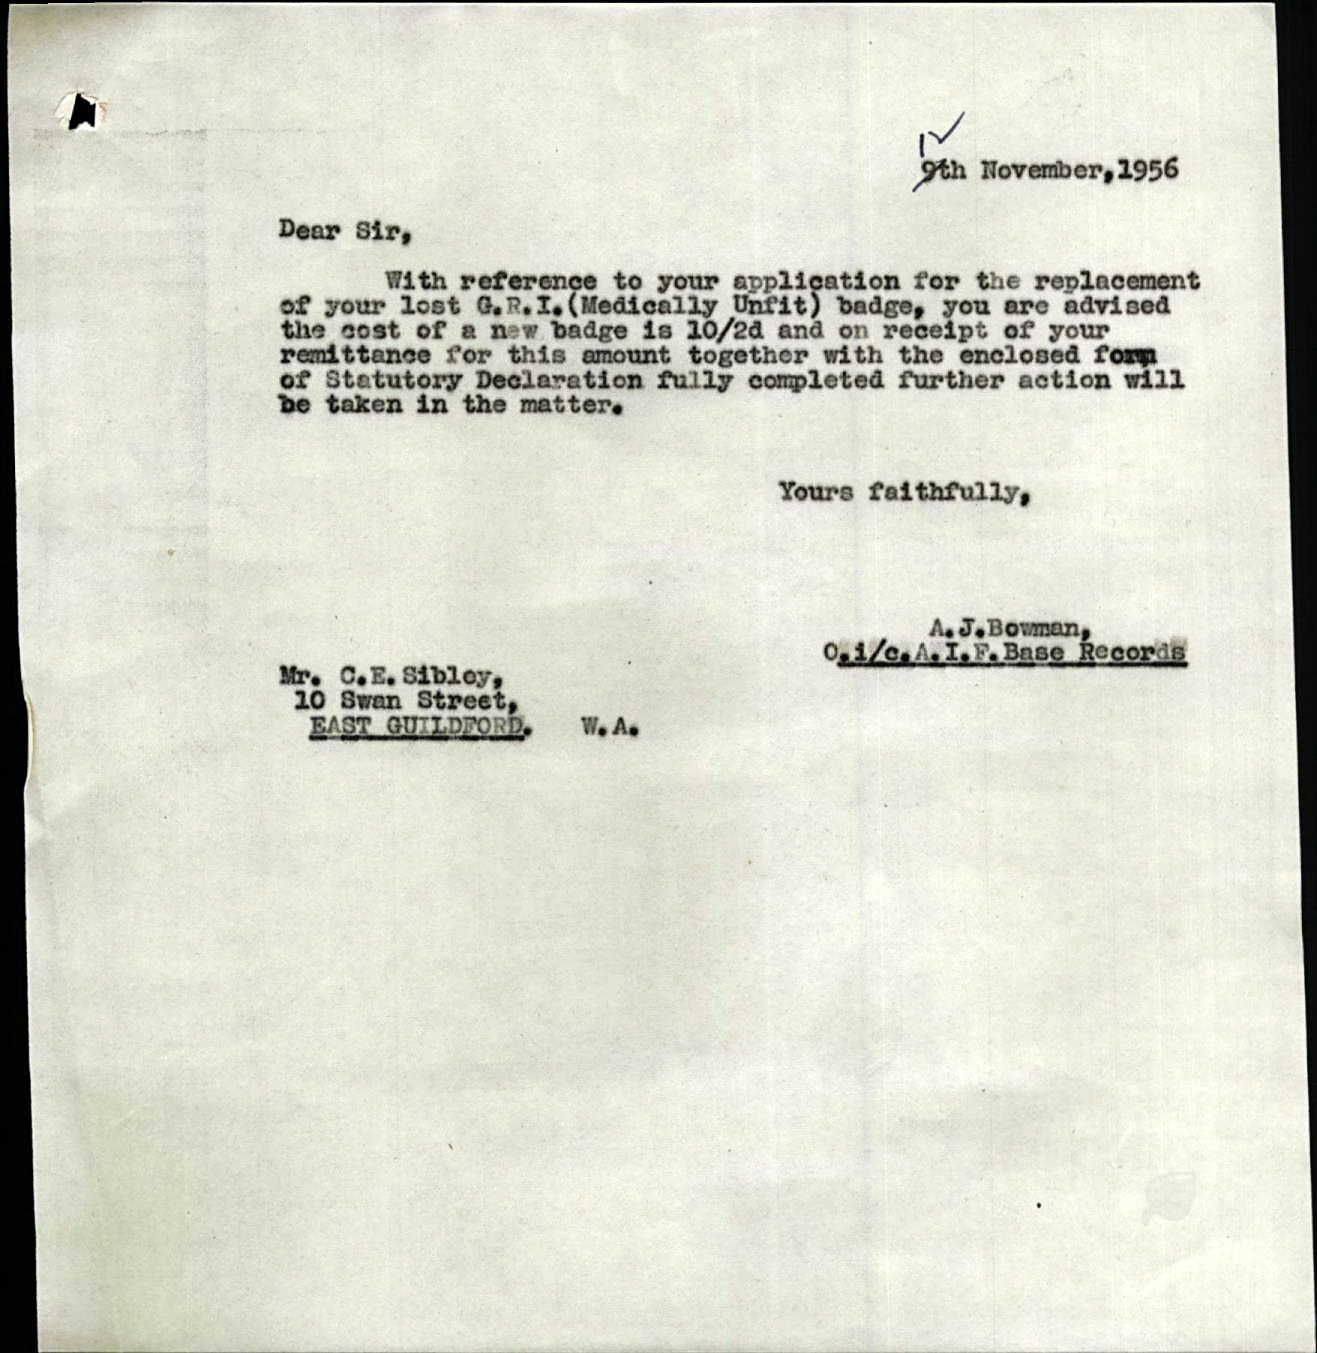 12
9th November,1956
Dear Sir,
With reference to your application for the replacement
of your lost G.R.I.(Medically Unfit) badge, you are advised
the cost of a new badge is 10/2d and on receipt of your
remittance for this amount together with the enclosed form
of Statutory Declaration fully completed further action will
be taken in the matter.
Yours faithfully,
A.J.Bowman,
O.i/c.A.I.F.Base Records
Mr. C.E.Sibley,
10 Swan Street,
EAST GUILDFORD. W.A.